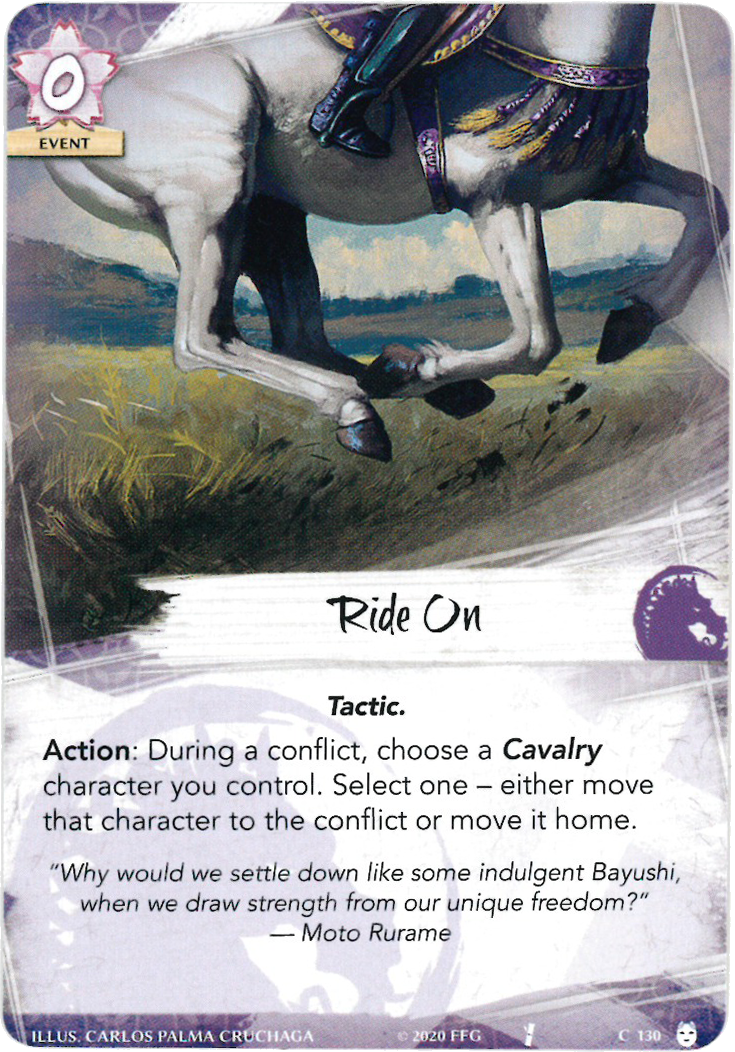 0
EVENT
Ride On
Tactic.
Action: During a conflict, choose a Cavalry
character you control. Select one – either move
that character to the conflict or move it home.
"Why would we settle down like some indulgent Bayushi,
when we draw strength from our unique freedom?"
— Moto Rurame
ILLUS. CARLOS PALMA CRUCHAGA © 2020 FFG C 130